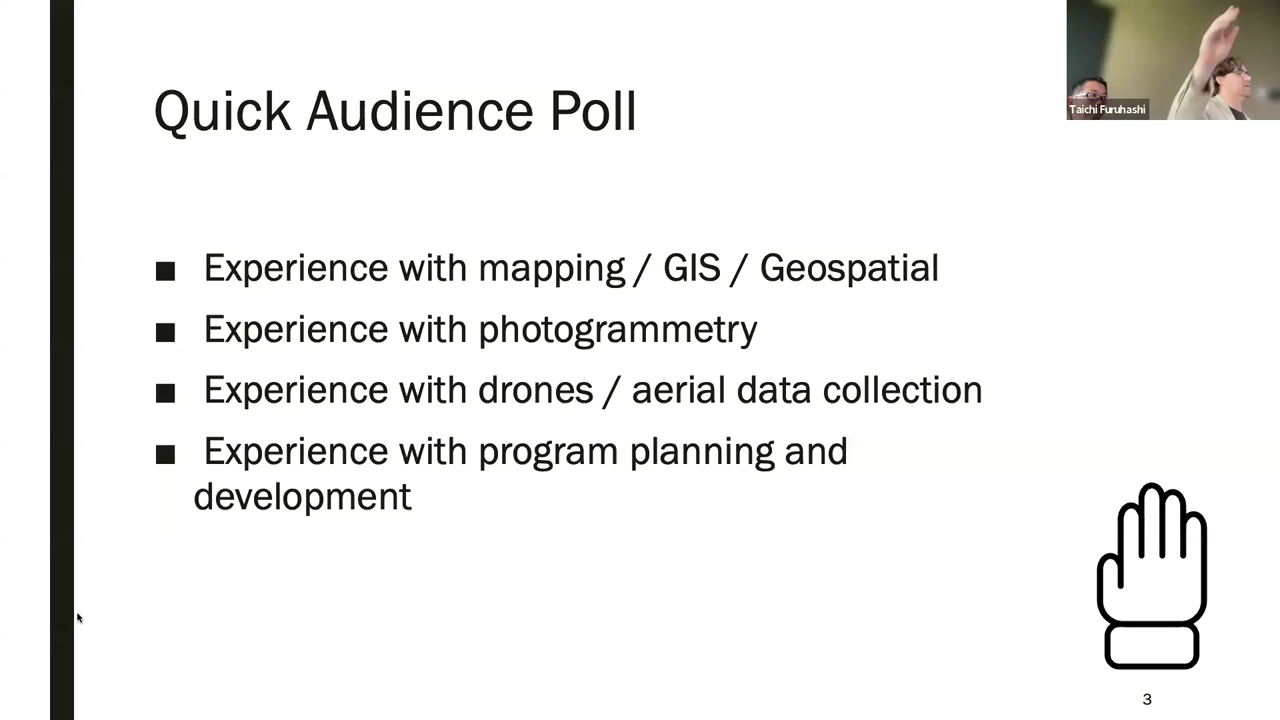 Taichi Furuhashi
Quick Audience Poll
■ Experience with mapping / GIS / Geospatial
■ Experience with photogrammetry
■ Experience with drones / aerial data collection
■ Experience with program planning and
development
3